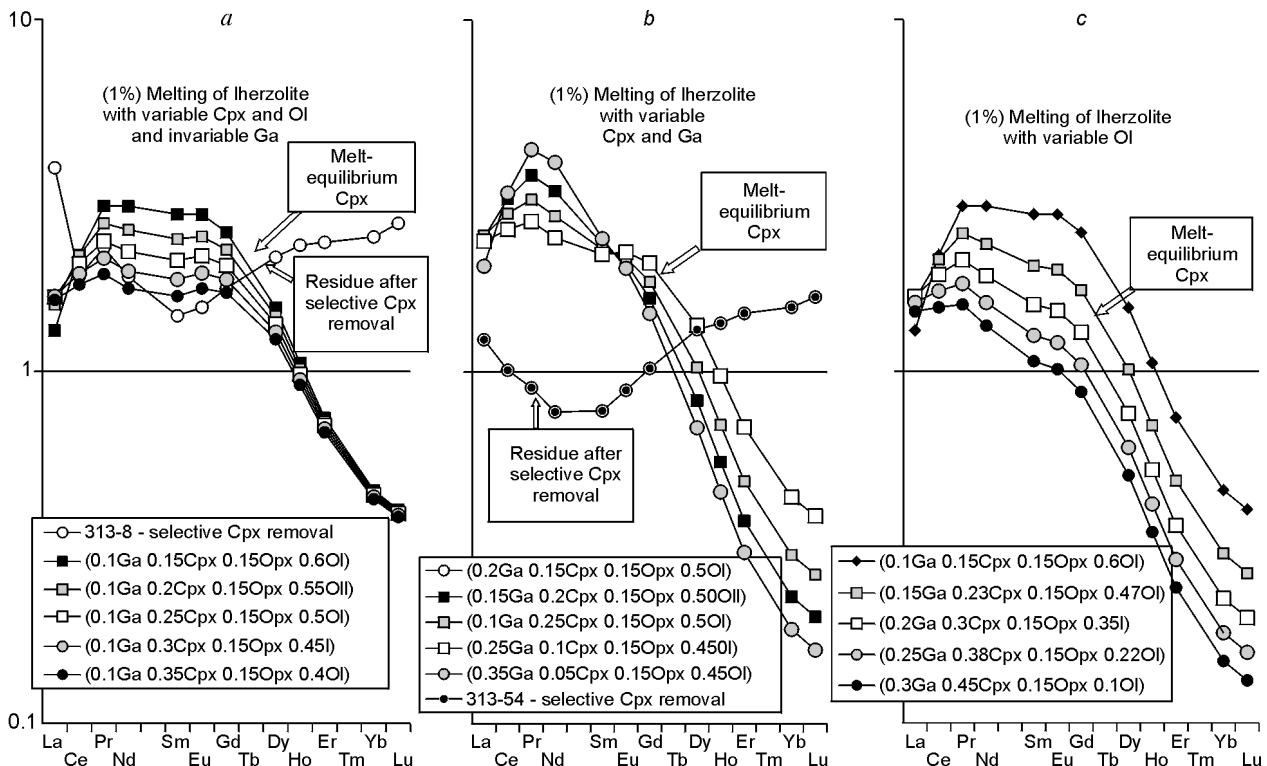 10
a
(1%) Melting of lherzolite
with variable Cpx and Ol
and invariable Ga
Melt-
equilibrium
Cpx
Residue after
selective Cpx
removal
1
313-8 - selective Cpx removal
(0.1Ga 0.15Cpx 0.15Opx 0.6Ol)
(0.1Ga 0.2Cpx 0.15Opx 0.55Oll)
(0.1Ga 0.25Cpx 0.15Opx 0.5Ol)
(0.1Ga 0.3Cpx 0.15Opx 0.45l)
(0.1Ga 0.35Cpx 0.15Opx 0.4Ol)
0.1
La Pr Sm Gd Dy Er Yb
Ce Nd Eu Tb Ho Tm Lu
b
(1%) Melting of lherzolite
with variable
Cpx and Ga
Melt-
equilibrium
Cpx
Residue after
selective Cpx
removal
(0.2Ga 0.15Cpx 0.15Opx 0.5Ol)
(0.15Ga 0.2Cpx 0.15Opx 0.50Oll)
(0.1Ga 0.25Cpx 0.15Opx 0.5Ol)
(0.25Ga 0.1Cpx 0.15Opx 0.450l)
(0.35Ga 0.05Cpx 0.15Opx 0.45Ol)
313-54 - selective Cpx removal
La Pr Sm Gd Dy Er Yb
Ce Nd Eu Tb Ho Tm Lu
c
(1%) Melting of lherzolite
with variable Ol
Melt-
equilibrium
Cpx
(0.1Ga 0.15Cpx 0.15Opx 0.6Ol)
(0.15Ga 0.23Cpx 0.15Opx 0.47Ol)
(0.2Ga 0.3Cpx 0.15Opx 0.35l)
(0.25Ga 0.38Cpx 0.15Opx 0.22Ol)
(0.3Ga 0.45Cpx 0.15Opx 0.1Ol)
La Pr Sm Gd Dy Er Yb
Ce Nd Eu Tb Ho Tm Lu